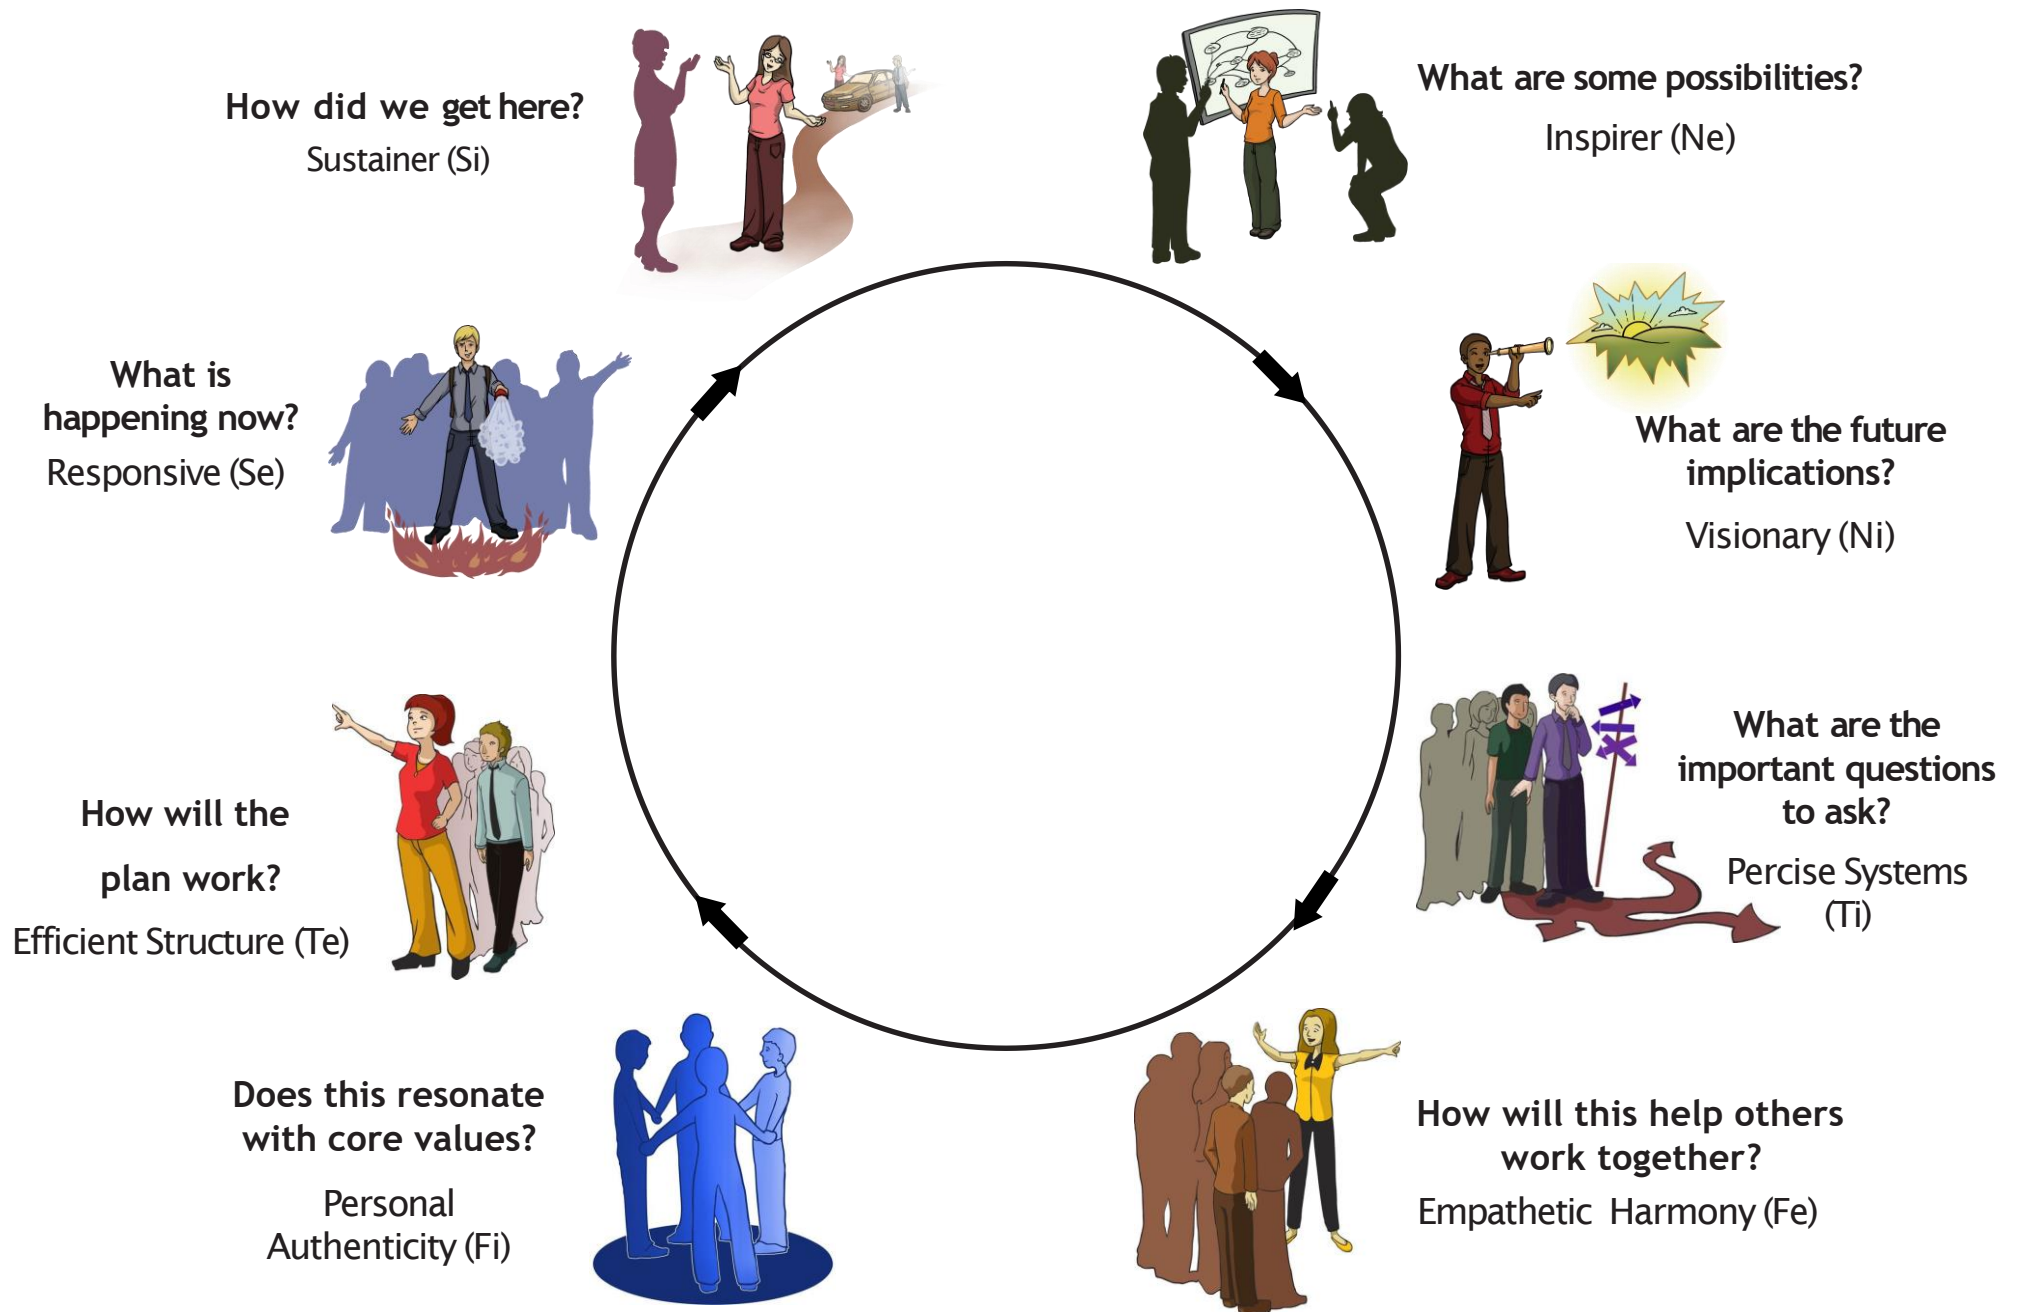 How did we get here?
Sustainer (Si)
What are some possibilities?
Inspirer (Ne)
What is
happening now?
Responsive (Se)
What are the future
implications?
Visionary (Ni)
What are the
important questions
to ask?
Percise Systems
(Ti)
How will the
plan work?
Efficient Structure (Te)
Does this resonate
with core values?
Personal
Authenticity (Fi)
How will this help others
work together?
Empathetic Harmony (Fe)